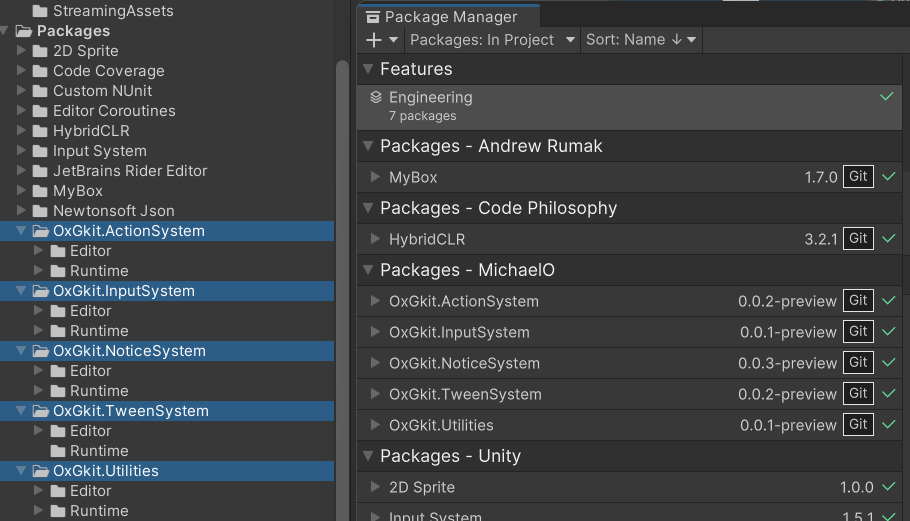 StreamingAssets
Packages
2D Sprite
Code Coverage
Custom NUnit
Editor Coroutines
HybridCLR
Input System
JetBrains Rider Editor
MyBox
Newtonsoft Json
OxGkit.ActionSystem
Editor
Runtime
OxGkit.InputSystem
Editor
Runtime
OxGkit.NoticeSystem
Editor
Runtime
OxGkit.TweenSystem
Editor
Runtime
OxGkit.Utilities
Editor
Runtime
Package Manager
Packages: In Project Sort: Name ↓
Features
Engineering
7 packages
Packages - Andrew Rumak
MyBox 1.7.0 Git
Packages - Code Philosophy
HybridCLR 3.2.1 Git
Packages - MichaelO
OxGkit.ActionSystem 0.0.2-preview Git
OxGkit.InputSystem 0.0.1-preview Git
OxGkit.NoticeSystem 0.0.3-preview Git
OxGkit.TweenSystem 0.0.2-preview Git
OxGkit.Utilities 0.0.1-preview Git
Packages - Unity
2D Sprite 1.0.0
Input System 1.5.1